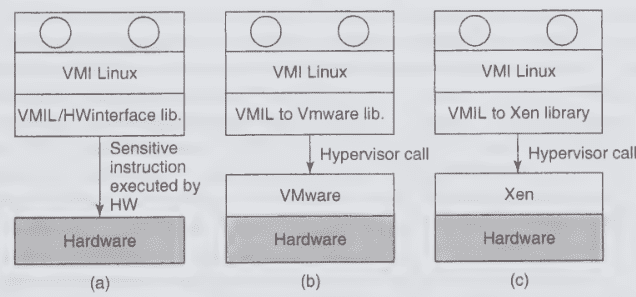 VMI Linux
VMIL/HWinterface lib.
Sensitive
instruction
executed by
HW
Hardware
(a)
VMI Linux
VMIL to Vmware lib.
Hypervisor call
VMware
Hardware
(b)
VMI Linux
VMIL to Xen library
Hypervisor call
Xen
Hardware
(c)